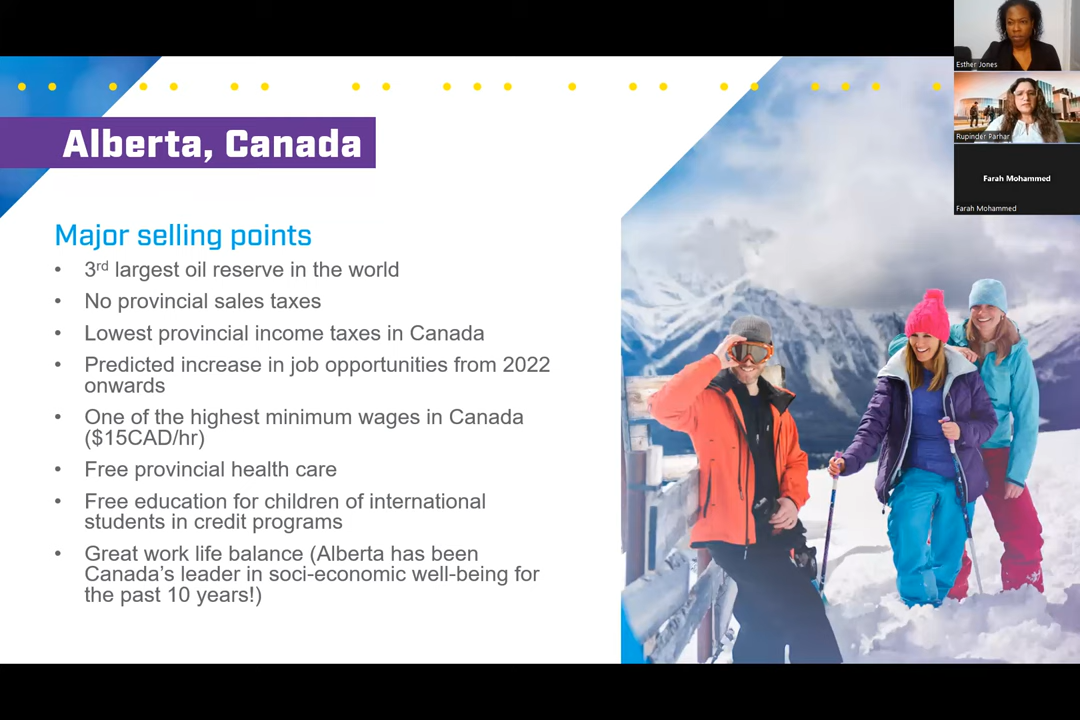 Esther Jones
Rupinder Parhar
Farah Mohammed
Farah Mohammed
Alberta, Canada
Major selling points
• 3rd largest oil reserve in the world
• No provincial sales taxes
• Lowest provincial income taxes in Canada
• Predicted increase in job opportunities from 2022
onwards
• One of the highest minimum wages in Canada
($15CAD/hr)
• Free provincial health care
• Free education for children of international
students in credit programs
• Great work life balance (Alberta has been
Canada's leader in soci-economic well-being for
the past 10 years!)